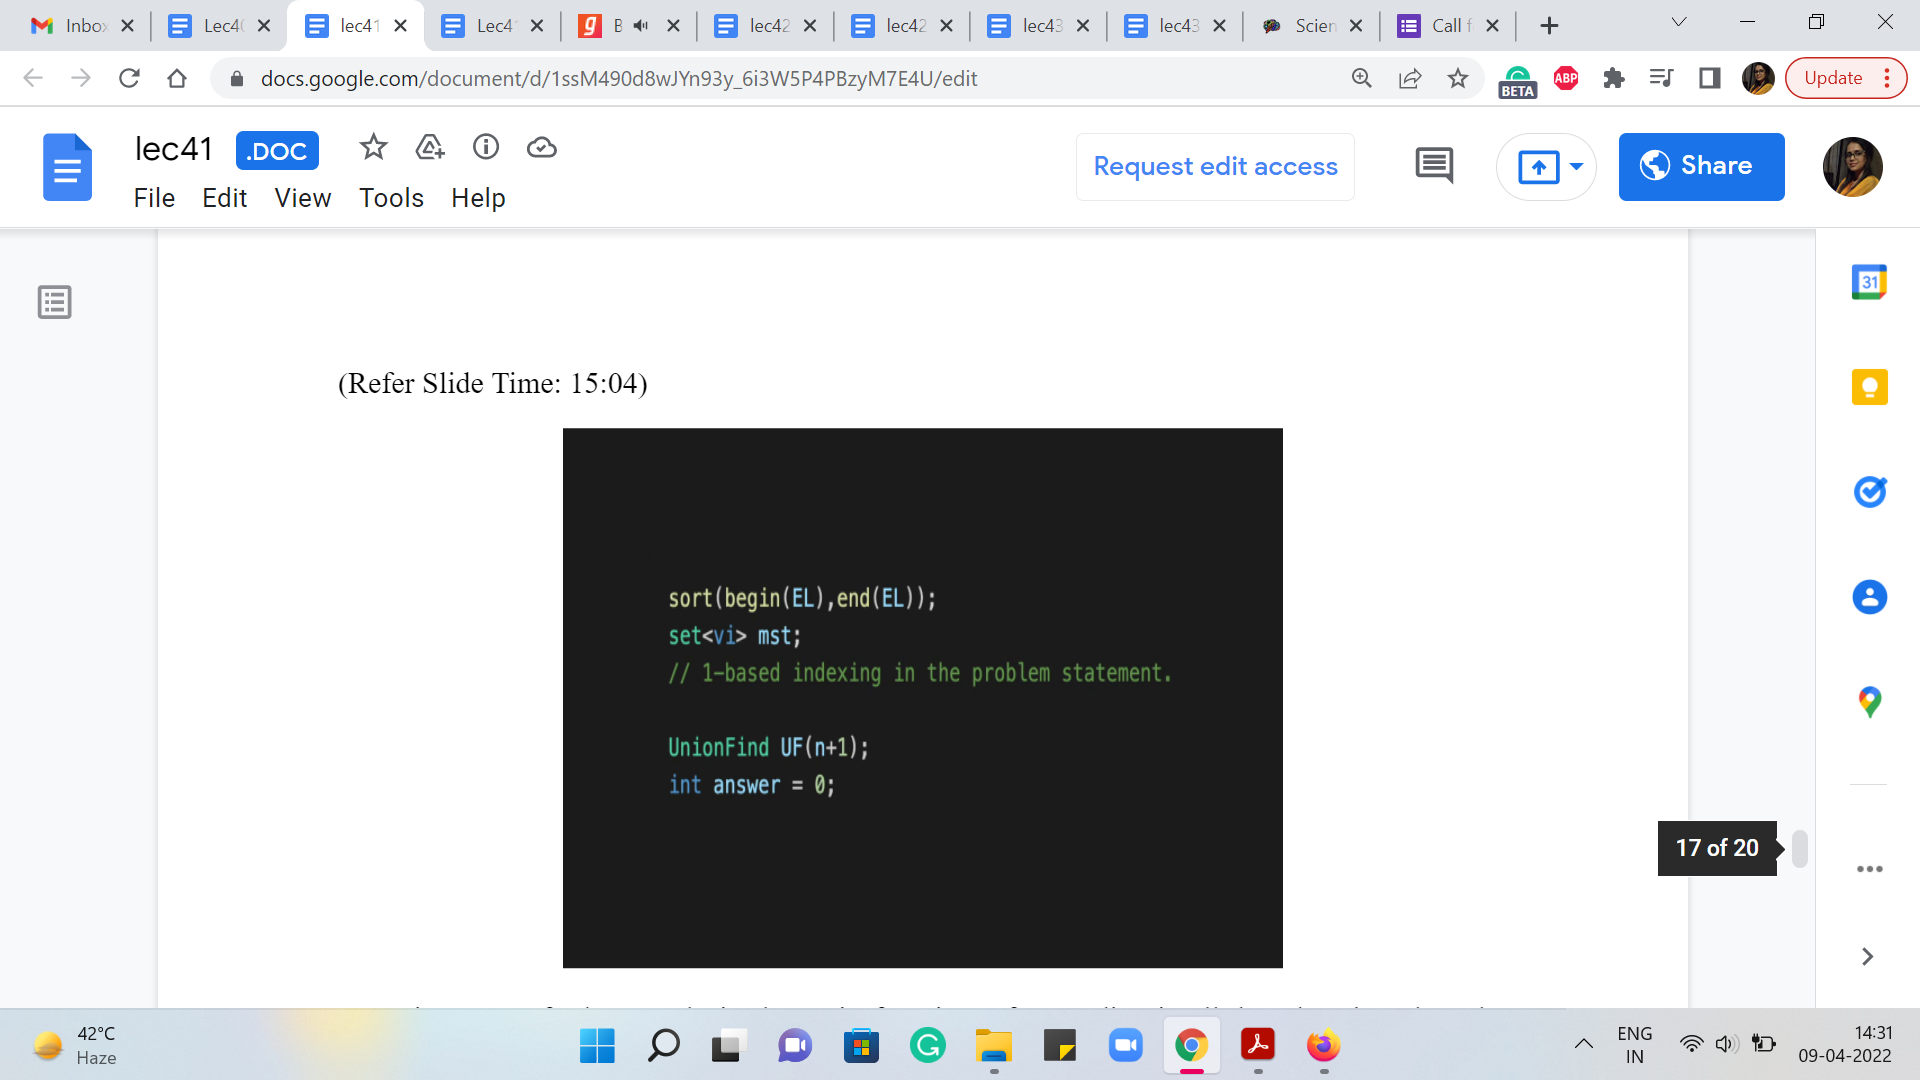 Inbox
Lec40
lec41
Lec41
B
lec42
lec42
lec43
lec43
Scien
Call f
docs.google.com/document/d/1ssM490d8wJYn93y_6i3W5P4PBzyM7E4U/edit
BETA
ABP
Update
lec41
.DOC
File Edit View Tools Help
Request edit access
Share
31
(Refer Slide Time: 15:04)
sort(begin(EL),end(EL));
set<vi> mst;
// 1-based indexing in the problem statement.
UnionFind UF(n+1);
int answer = 0;
17 of 20
42°C
Haze
ENG
IN
14:31
09-04-2022